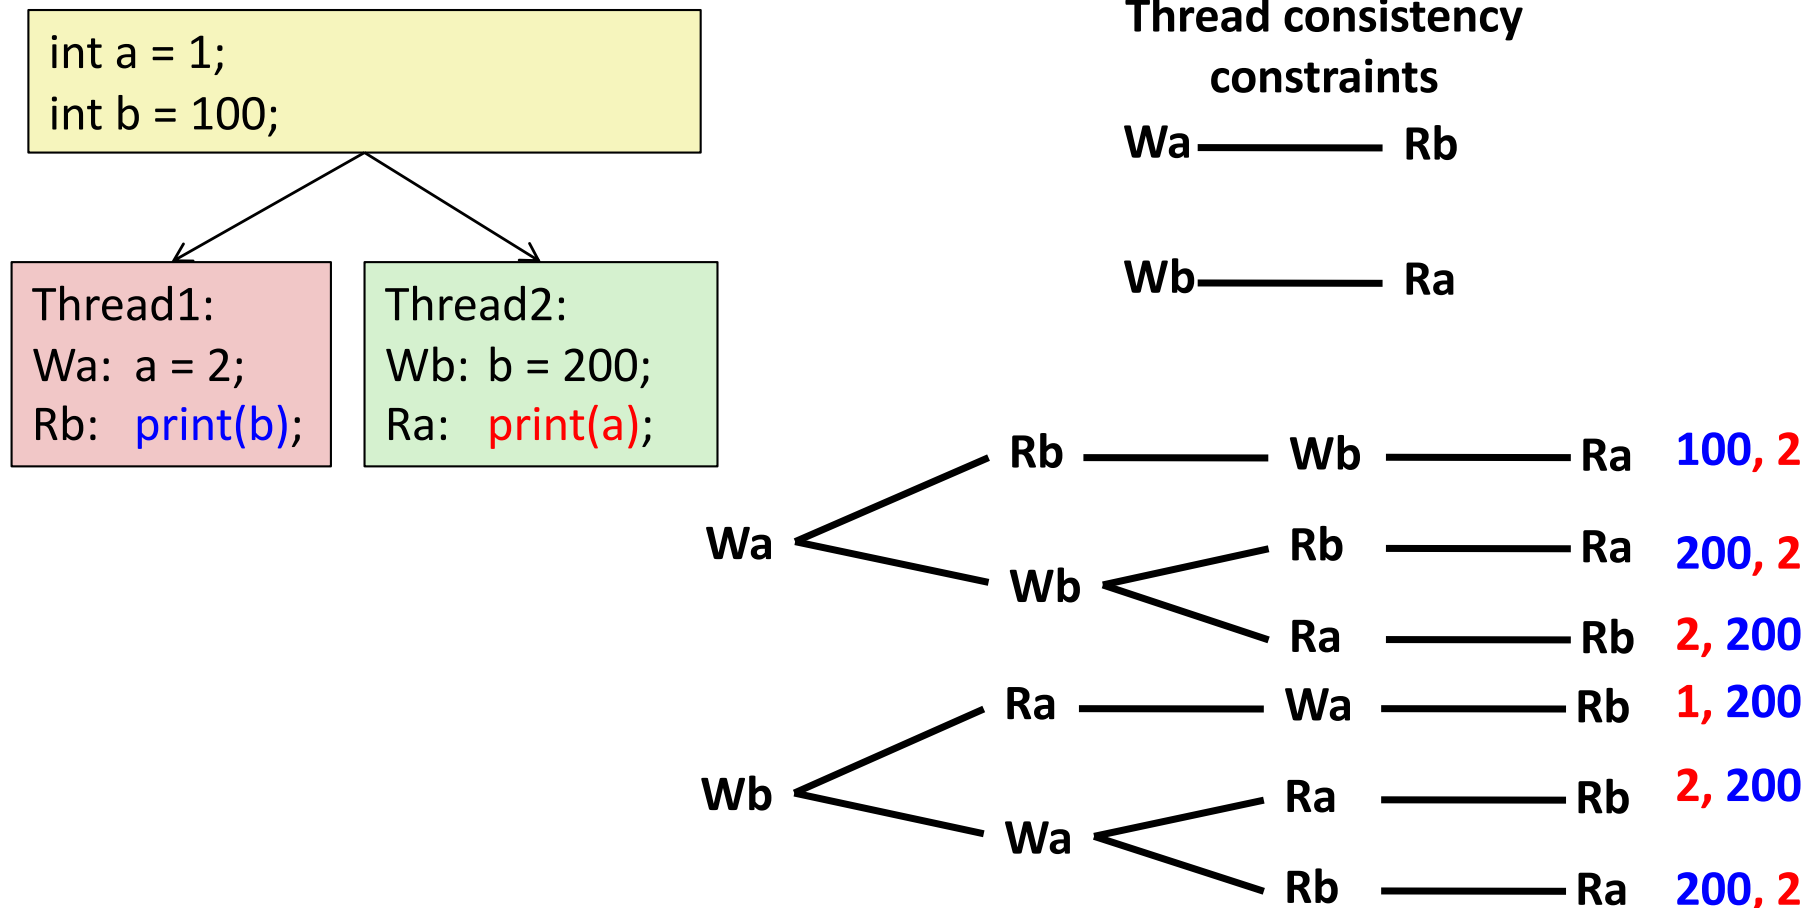 int a = 1;
int b = 100;
Thread1:
Wa: a = 2;
Rb: print(b);
Thread2:
Wb: b = 200;
Ra: print(a);
Thread consistency
constraints
Wa Rb
Wb Ra
Wa
Rb Wb Ra 100, 2
Wb
Rb Ra 200, 2
Ra Rb 2, 200
Wb
Ra Wa Rb 1, 200
Wa
Ra Rb 2, 200
Rb Ra 200, 2